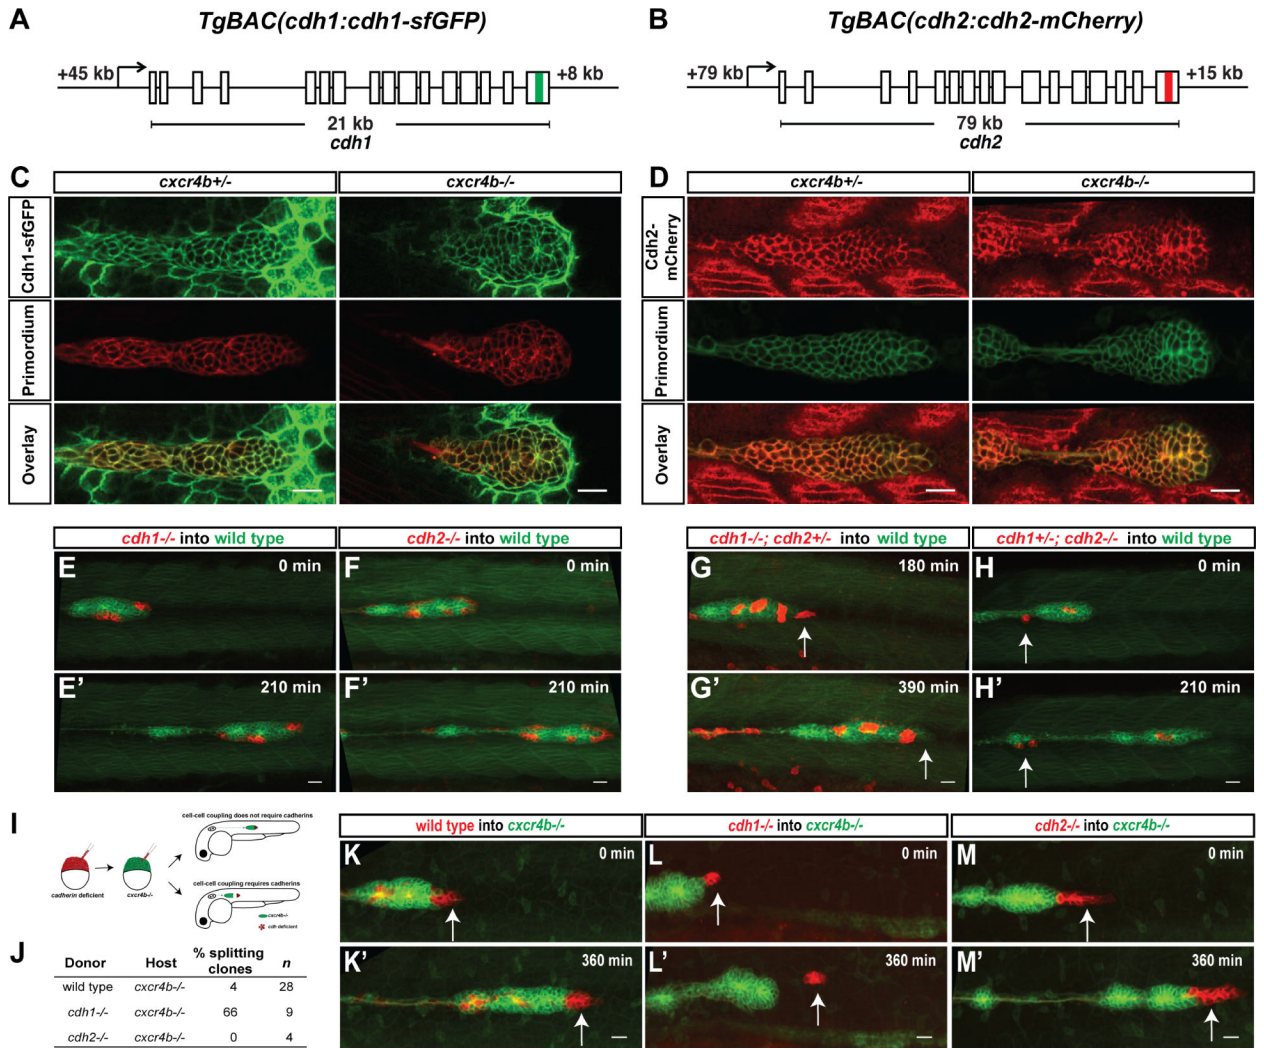 A
TgBAC(cdh1:cdh1-sfGFP)
+45 kb
+8 kb
21 kb
cdh1
B
TgBAC(cdh2:cdh2-mCherry)
+79 kb
+15 kb
79 kb
cdh2
C
cxcr4b+/-
cxcr4b-/-
Cdh1-sfGFP
Primordium
Overlay
D
cxcr4b+/-
cxcr4b-/-
Cdh2-
mCherry
Primordium
Overlay
cdh1-/- into wild type
cdh2-/- into wild type
E
0 min
F
0 min
E’
210 min
F’
210 min
cdh1-/-; cdh2+/- into wild type
cdh1+/-; cdh2-/- into wild type
G
180 min
H
0 min
G’
390 min
H’
210 min
I
cell-cell coupling does not require cadherins
cadherin deficient
cxcr4b-/-
cell-cell coupling requires cadherins
cxcr4b-/-
cdh deficient
J
Donor Host % splitting clones n
wild type cxcr4b-/- 4 28
cdh1-/- cxcr4b-/- 66 9
cdh2-/- cxcr4b-/- 0 4
wild type into cxcr4b-/-
cdh1-/- into cxcr4b-/-
cdh2-/- into cxcr4b-/-
K
0 min
L
0 min
M
0 min
K’
360 min
L’
360 min
M’
360 min